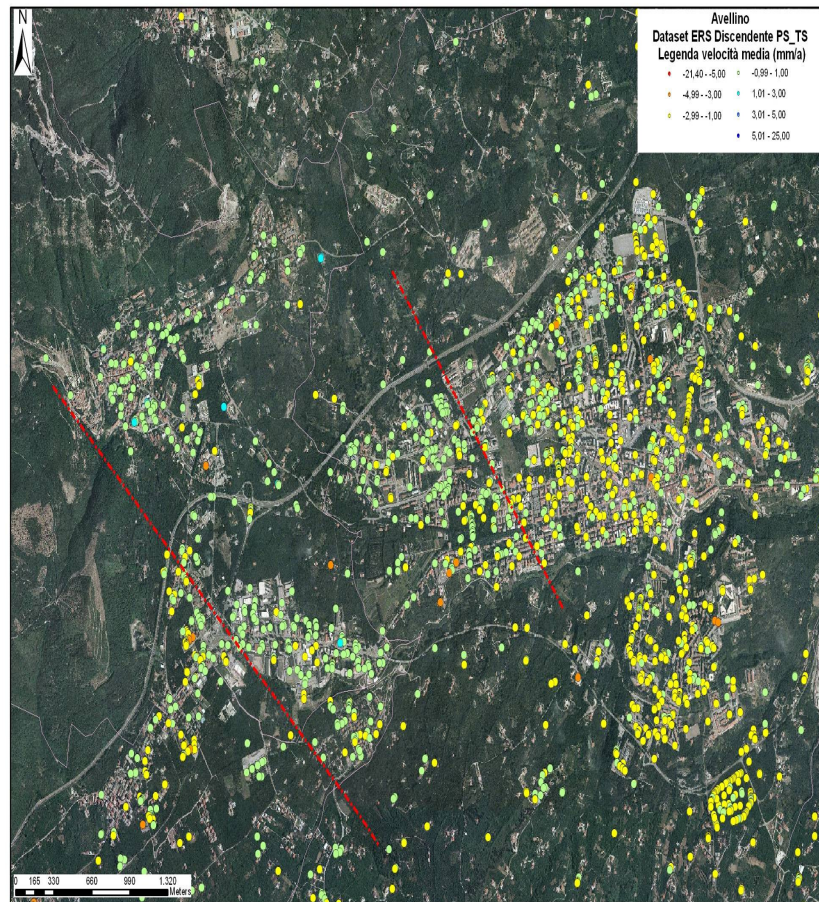 N
Avellino
Dataset ERS Discendente PS_TS
Legenda velocità media (mm/a)
-21,40 - -5,00
-0,99 - 1,00
-4,99 - -3,00
1,01 - 3,00
-2,99 - -1,00
3,01 - 5,00
5,01 - 25,00
0 165 330 660 990 1.320
Meters